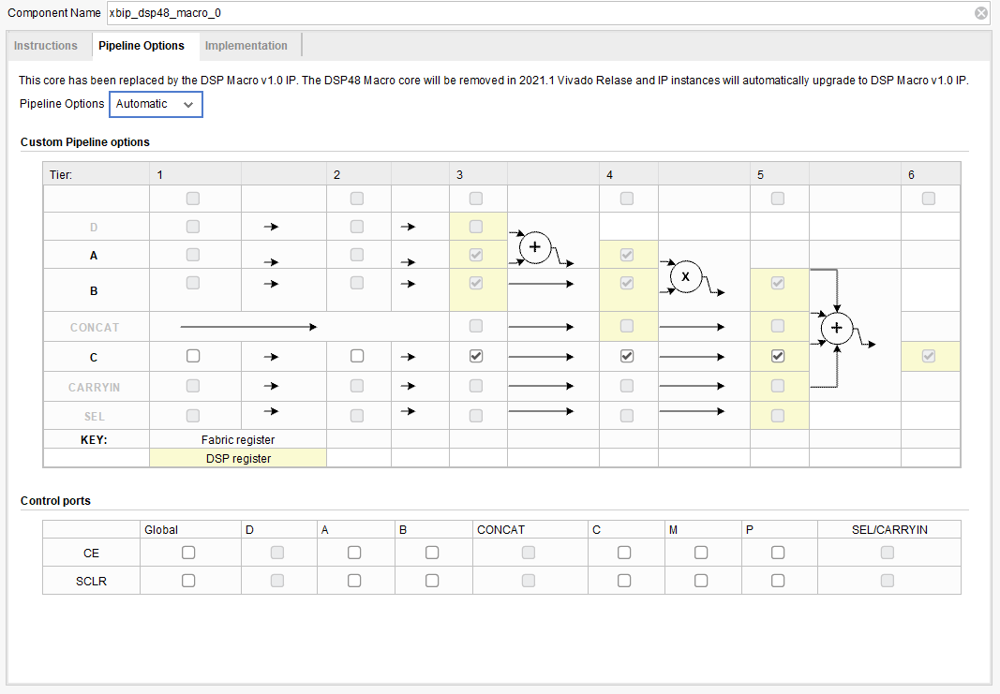 Component Name xbip_dsp48_macro_0
Instructions Pipeline Options Implementation
This core has been replaced by the DSP Macro v1.0 IP. The DSP48 Macro core will be removed in 2021.1 Vivado Relase and IP instances will automatically upgrade to DSP Macro v1.0 IP.
Pipeline Options Automatic
Custom Pipeline options
Tier: 1 2 3 4 5 6
D
A
+
B
X
CONCAT
+
C
CARRYIN
SEL
KEY: Fabric register
DSP register
Control ports
Global D A B CONCAT C M P SEL/CARRYIN
CE
SCLR